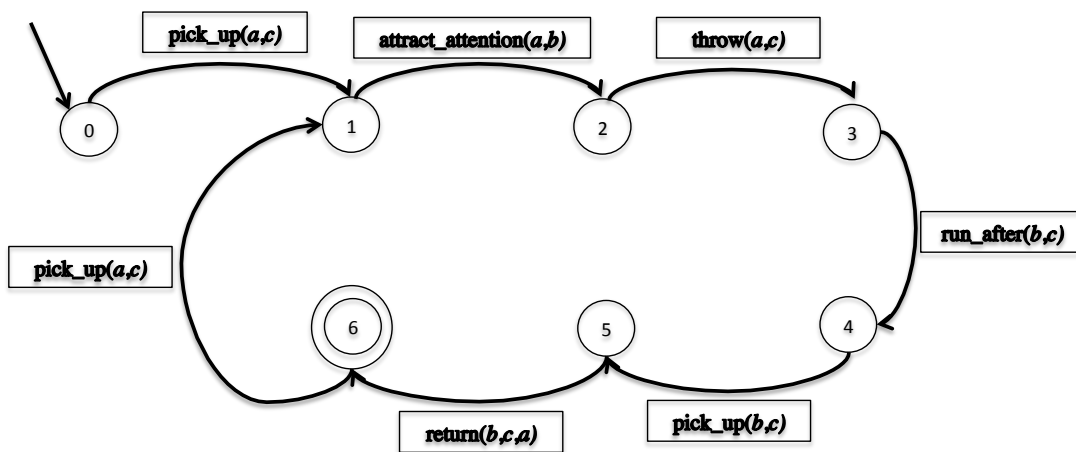 pick_up(a,c)
attract_attention(a,b)
throw(a,c)
0
1
2
3
run_after(b,c)
pick_up(a,c)
6
5
4
return(b,c,a)
pick_up(b,c)